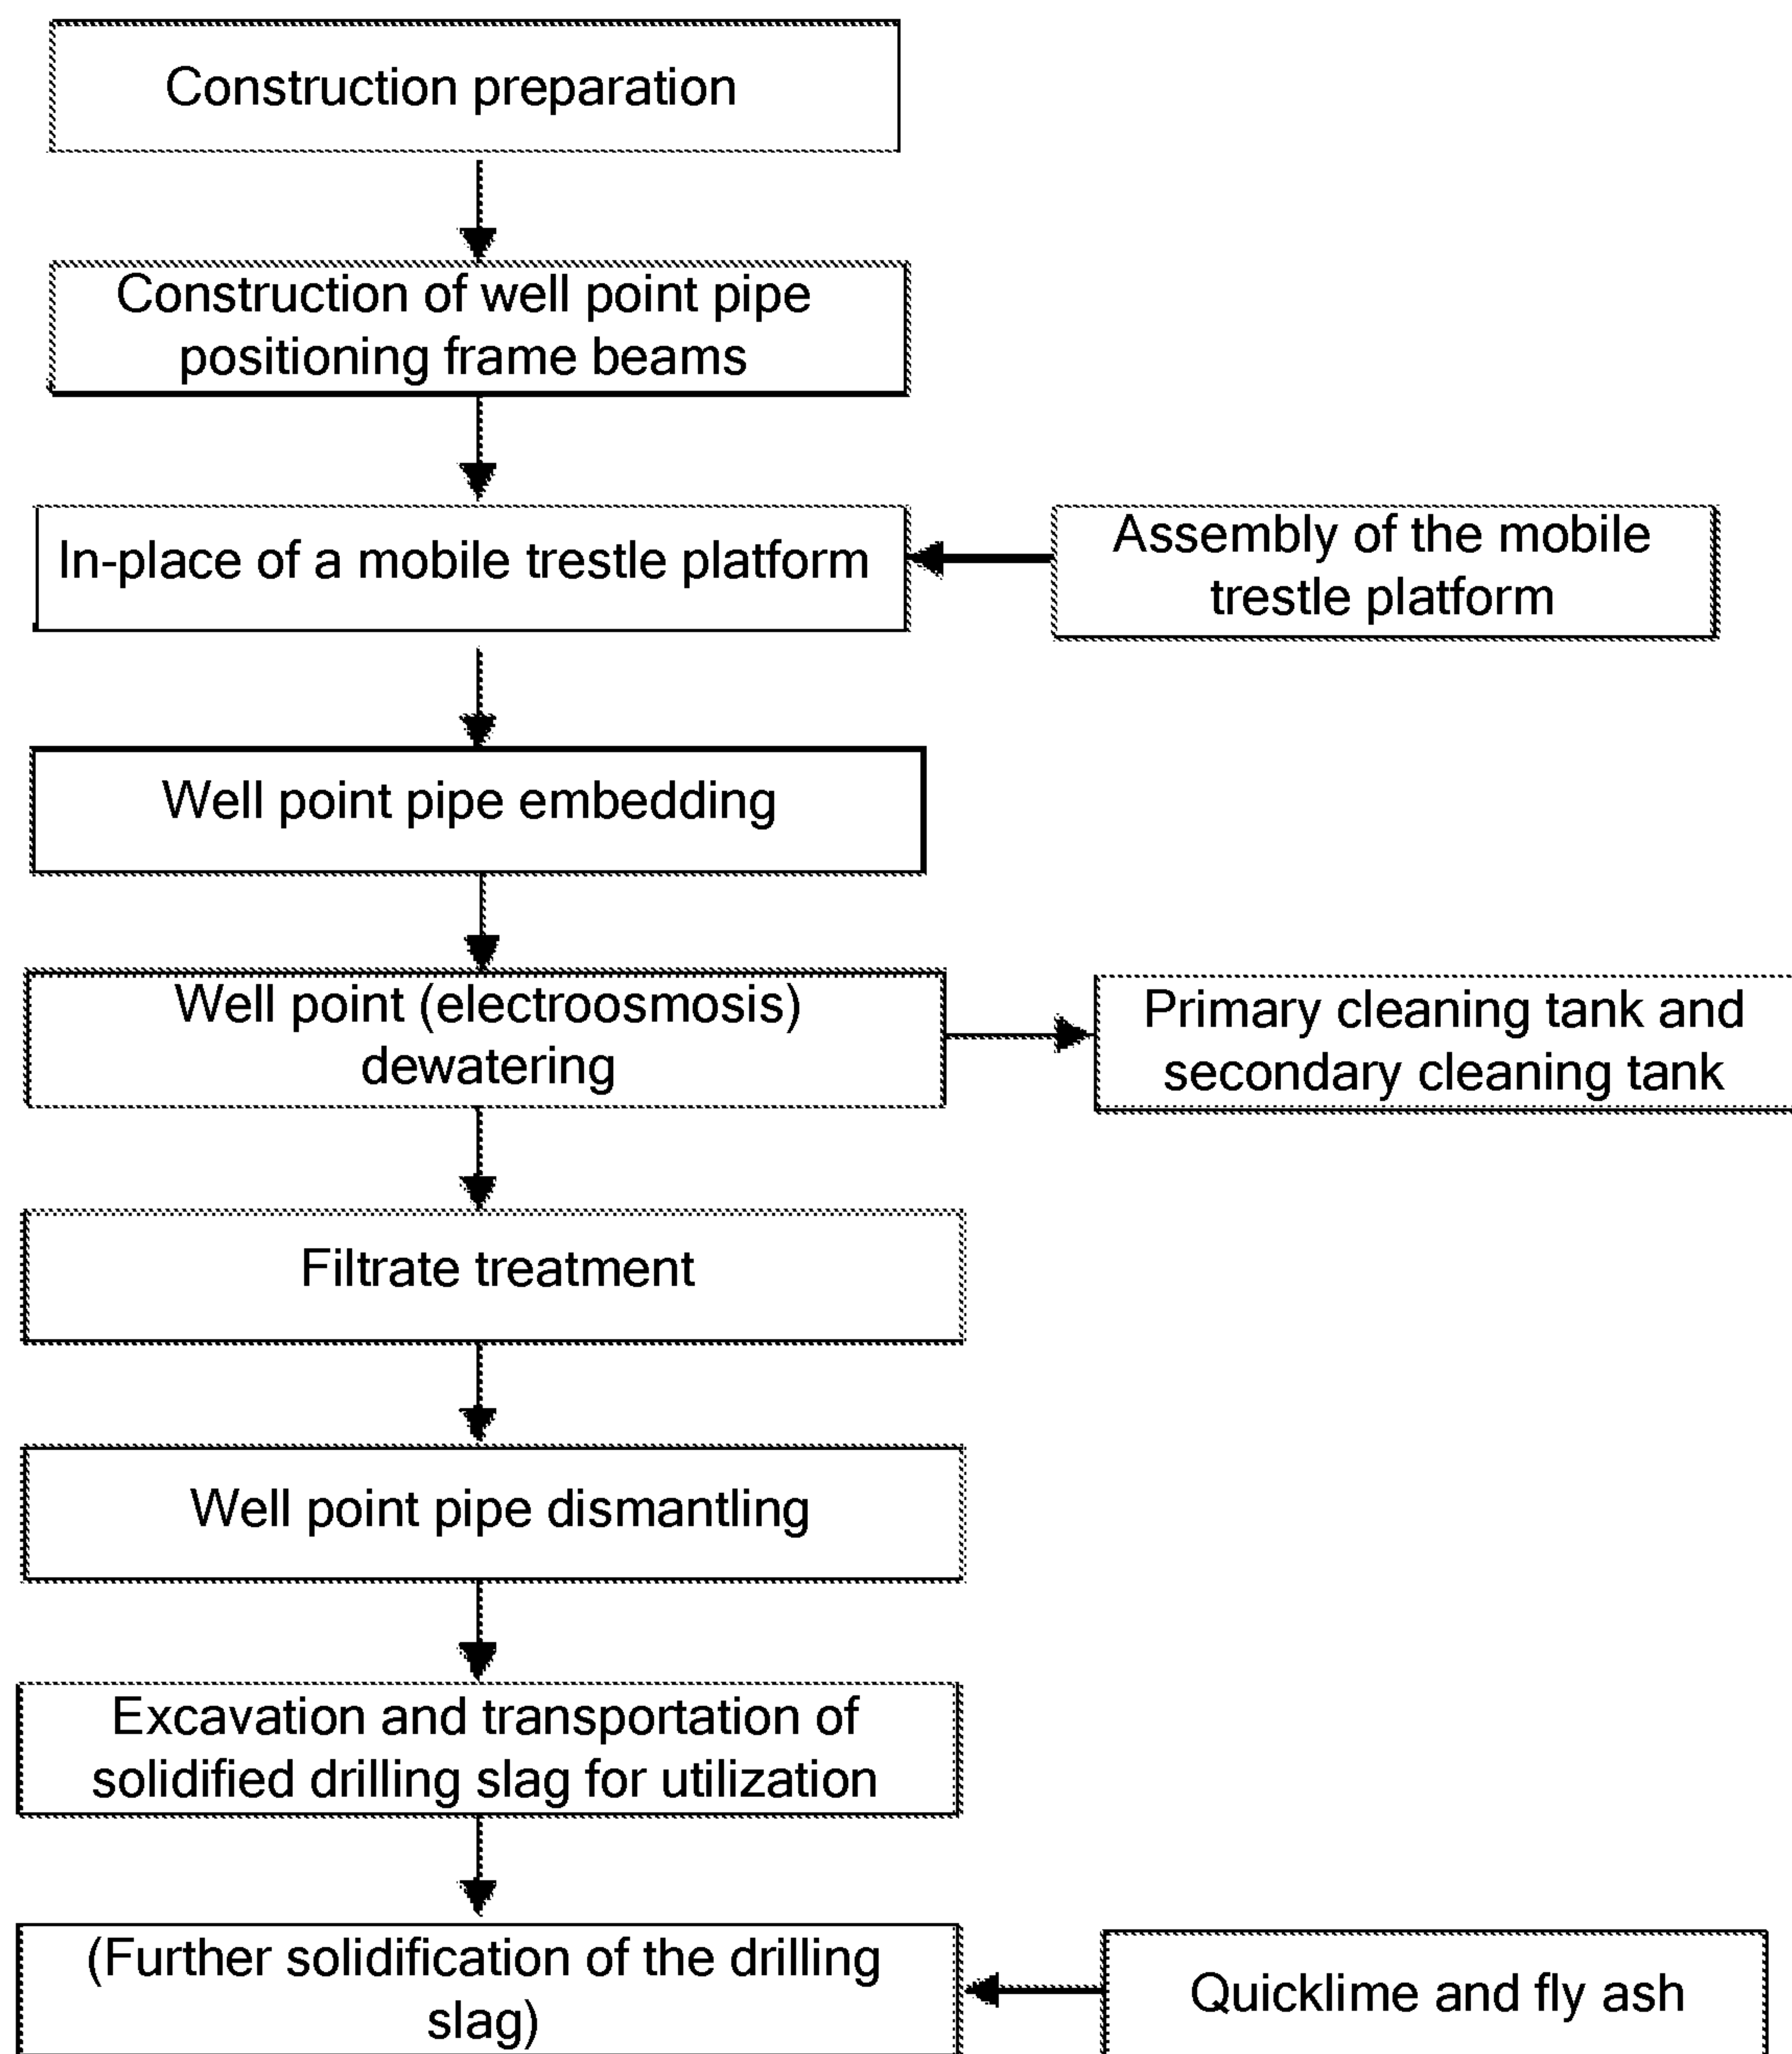 Construction preparation
Construction of well point pipe
positioning frame beams
In-place of a mobile trestle platform
Assembly of the mobile
trestle platform
Well point pipe embedding
Well point (electroosmosis)
dewatering
Primary cleaning tank and
secondary cleaning tank
Filtrate treatment
Well point pipe dismantling
Excavation and transportation of
solidified drilling slag for utilization
(Further solidification of the drilling
slag)
Quicklime and fly ash